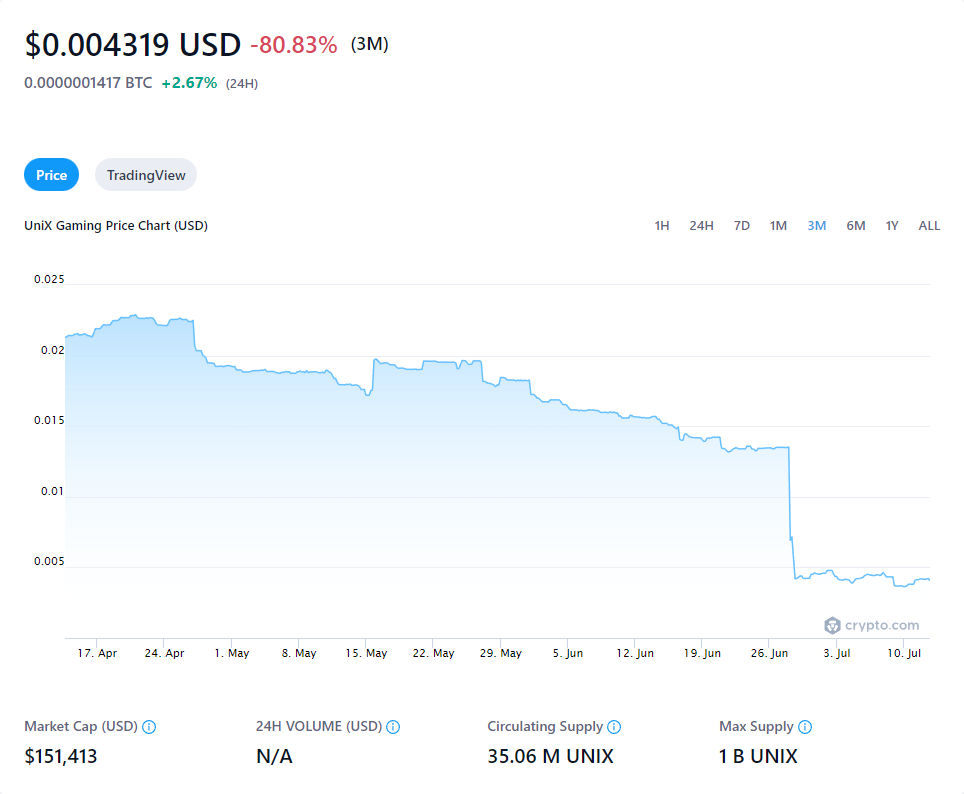 $0.004319 USD -80.83% (3M)
0.0000001417 BTC +2.67% (24H)
Price TradingView
UniX Gaming Price Chart (USD) 1H 24H 7D 1M 3M 6M 1Y ALL
0.025
0.02
0.015
0.01
0.005
crypto.com
17. Apr 24. Apr 1. May 8. May 15. May 22. May 29. May 5. Jun 12. Jun 19. Jun 26. Jun 3. Jul 10. Jul
Market Cap (USD) 24H VOLUME (USD) Circulating Supply Max Supply
$151,413 N/A 35.06 M UNIX 1 B UNIX